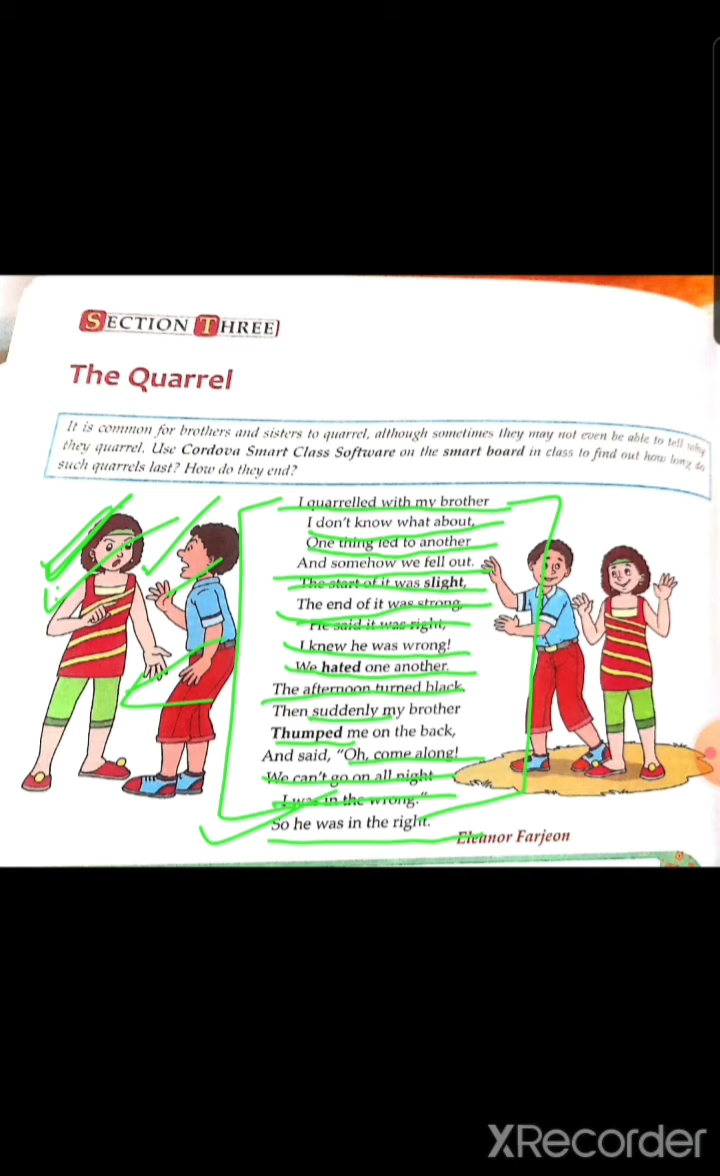 SECTION THREE
The Quarrel
It is common for brothers and sisters to quarrel, although sometimes they may not even be able to tell why
they quarrel. Use Cordova Smart Class Software on the smart board in class to find out how long do
such quarrels last? How do they end?
I quarrelled with my brother
I don't know what about,
One thing led to another
And somehow we fell out.
The start of it was slight,
The end of it was strong,
He said it was right,
I knew he was wrong!
We hated one another.
The afternoon turned black.
Then suddenly my brother
Thumped me on the back,
And said, "Oh, come along!
We can't go on all night
I was in the wrong."
So he was in the right.
Eleanor Farjeon
XRecorder